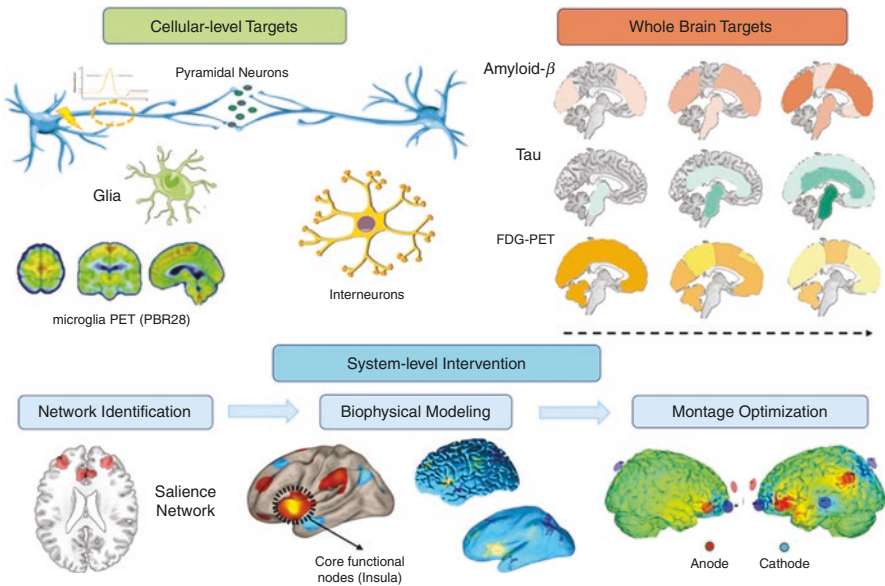 Cellular-level Targets
Whole Brain Targets
Pyramidal Neurons
Glia
Interneurons
microglia PET (PBR28)
Amyloid-β
Tau
FDG-PET
System-level Intervention
Network Identification
Biophysical Modeling
Montage Optimization
Salience
Network
Core functional
nodes (Insula)
Anode
Cathode